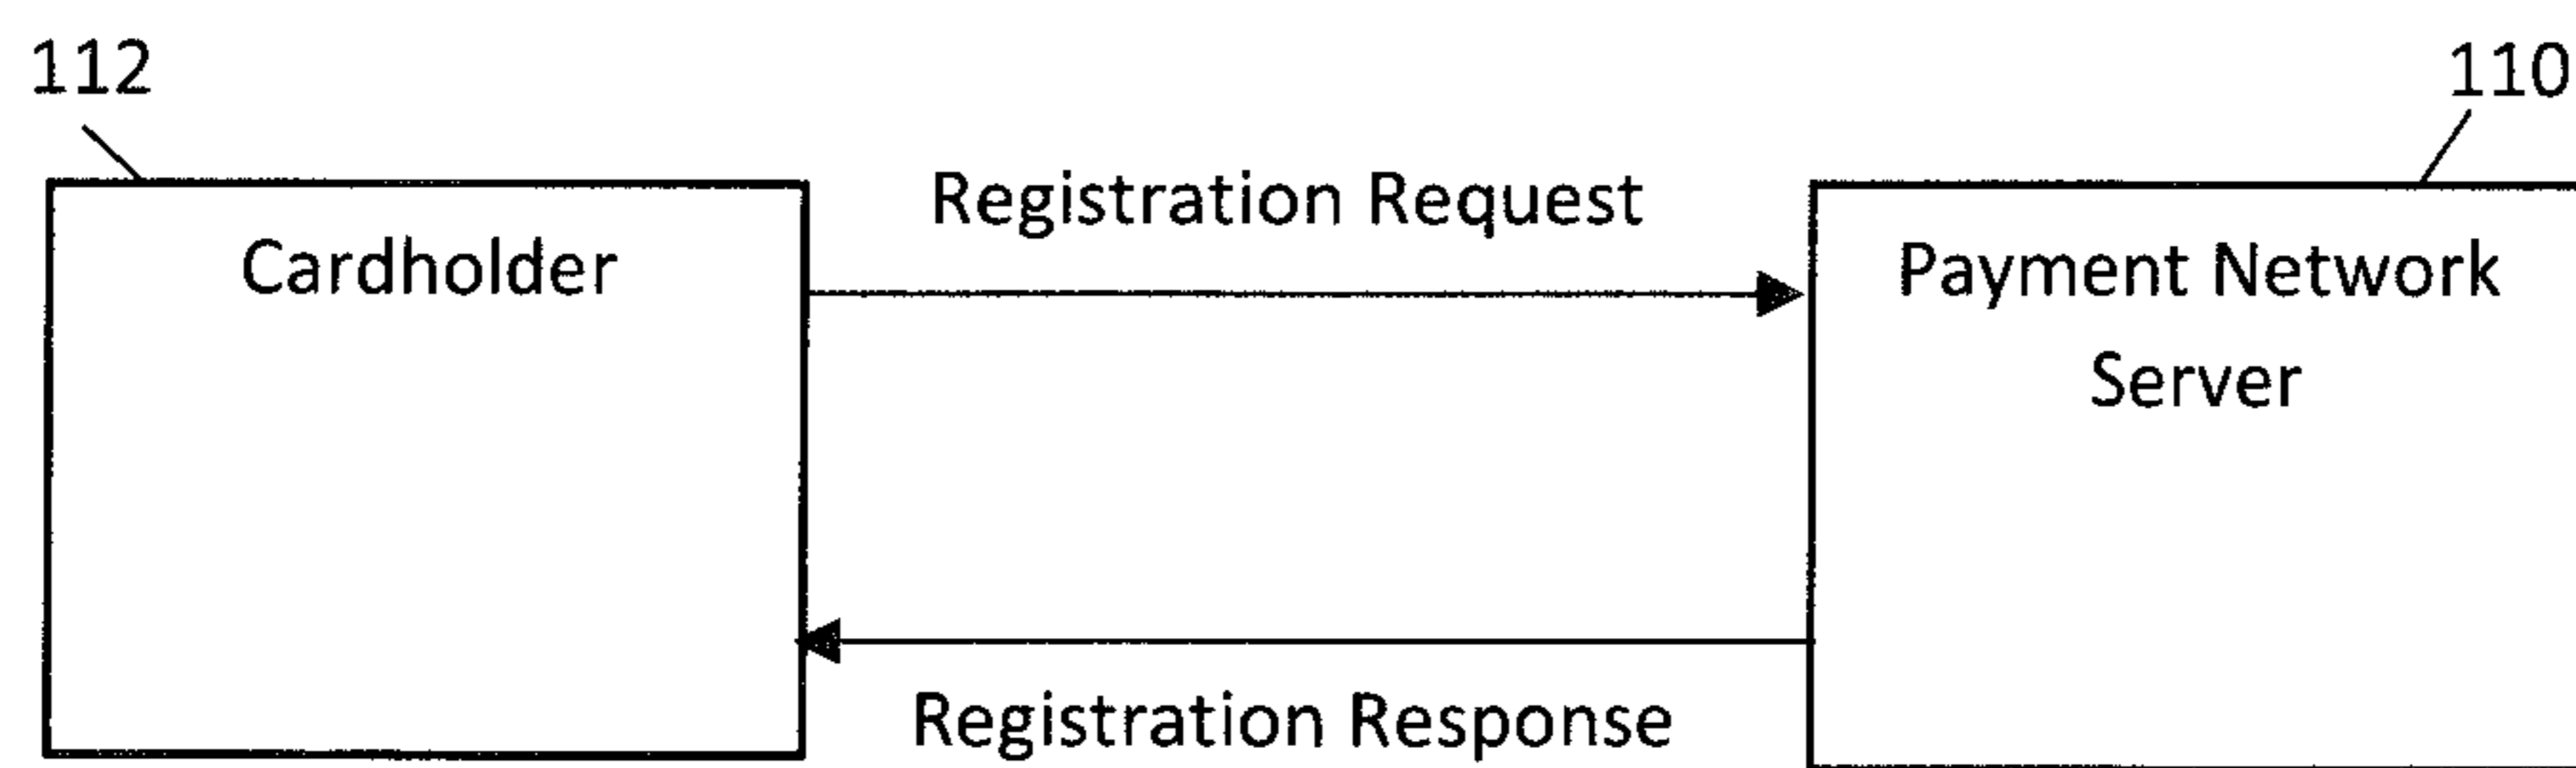 112
110
Registration Request
Cardholder
Payment Network
Server
Registration Response